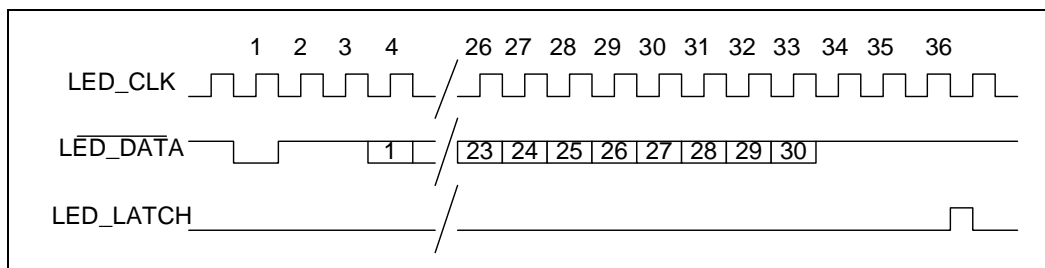 1 2 3 4 26 27 28 29 30 31 32 33 34 35 36
LED_CLK
LED_DATA 1 23 24 25 26 27 28 29 30
LED_LATCH